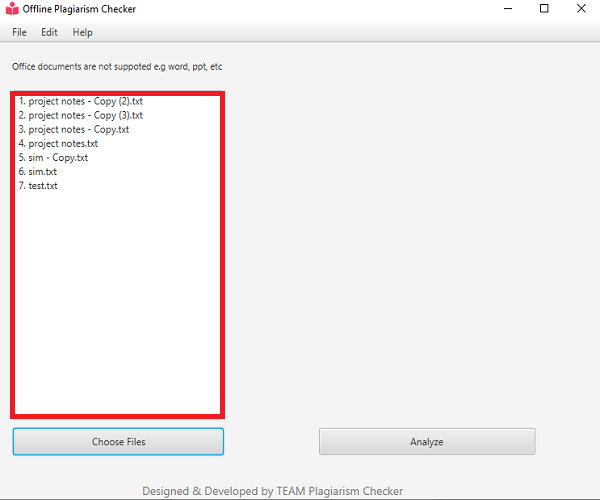 Offline Plagiarism Checker
File Edit Help
Office documents are not suppoted e.g word, ppt, etc
1. project notes - Copy (2).txt
2. project notes - Copy (3).txt
3. project notes - Copy.txt
4. project notes.txt
5. sim - Copy.txt
6. sim.txt
7. test.txt
Choose Files Analyze
Designed & Developed by TEAM Plagiarism Checker